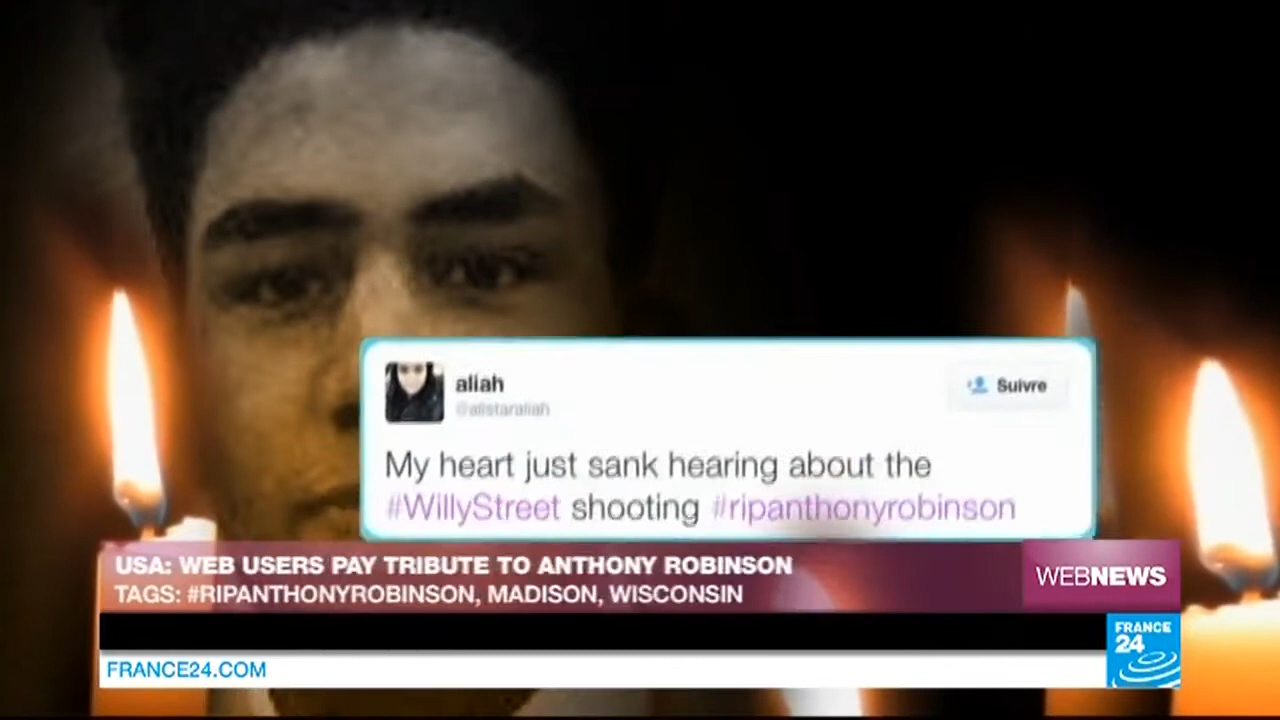 aliah
@alistaraliah
Suivre
My heart just sank hearing about the
#WillyStreet shooting #ripanthonyrobinson
USA: WEB USERS PAY TRIBUTE TO ANTHONY ROBINSON
TAGS: #RIPANTHONYROBINSON, MADISON, WISCONSIN
WEBNEWS
FRANCE
24
FRANCE24.COM